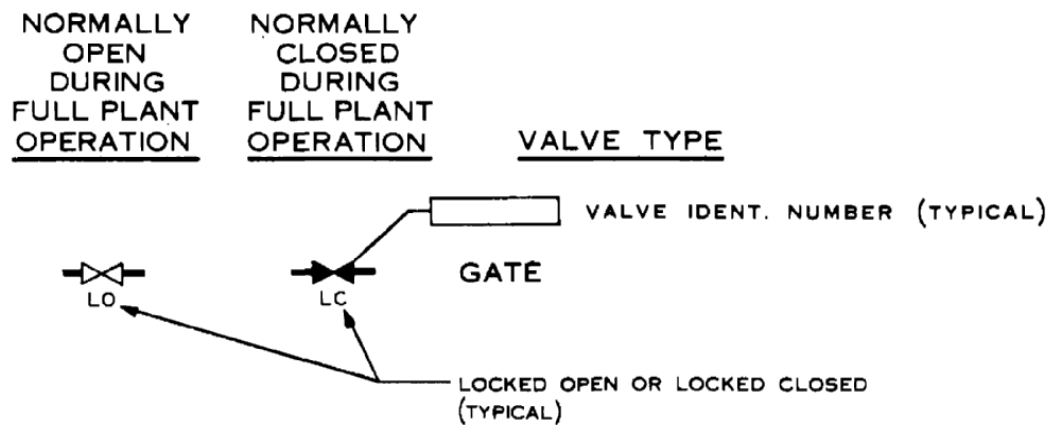 NORMALLY
OPEN
DURING
FULL PLANT
OPERATION
NORMALLY
CLOSED
DURING
FULL PLANT
OPERATION
VALVE TYPE
VALVE IDENT. NUMBER (TYPICAL)
GATE
LO
LC
LOCKED OPEN OR LOCKED CLOSED
(TYPICAL)